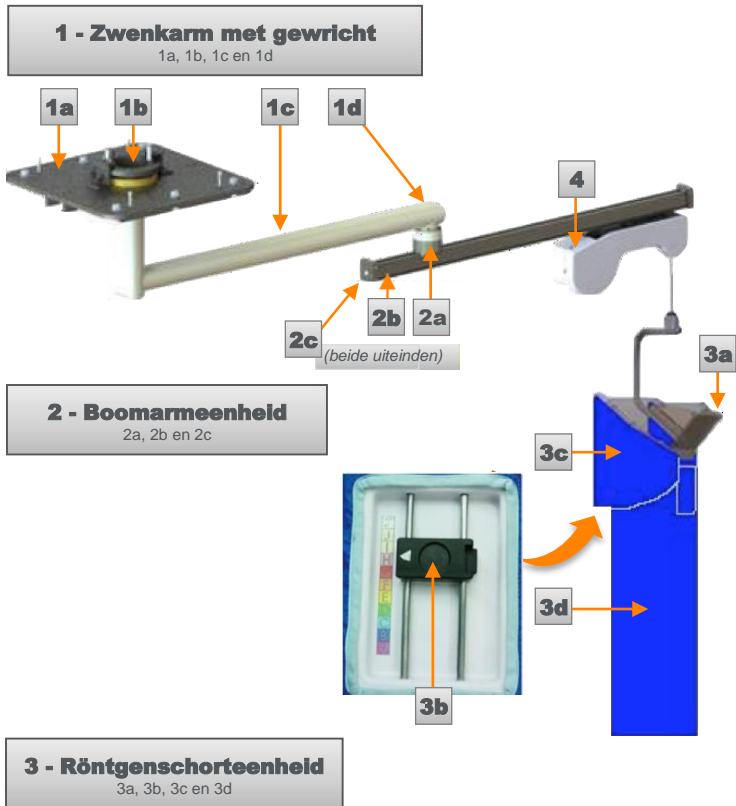 1 - Zwenkarm met gewricht
1a, 1b, 1c en 1d
1a
1b
1c
1d
4
2c
2b
2a
(beide uiteinden)
3a
2 - Boomarmeenheid
2a, 2b en 2c
3c
3d
3b
3 - Röntgenschorteenheid
3a, 3b, 3c en 3d